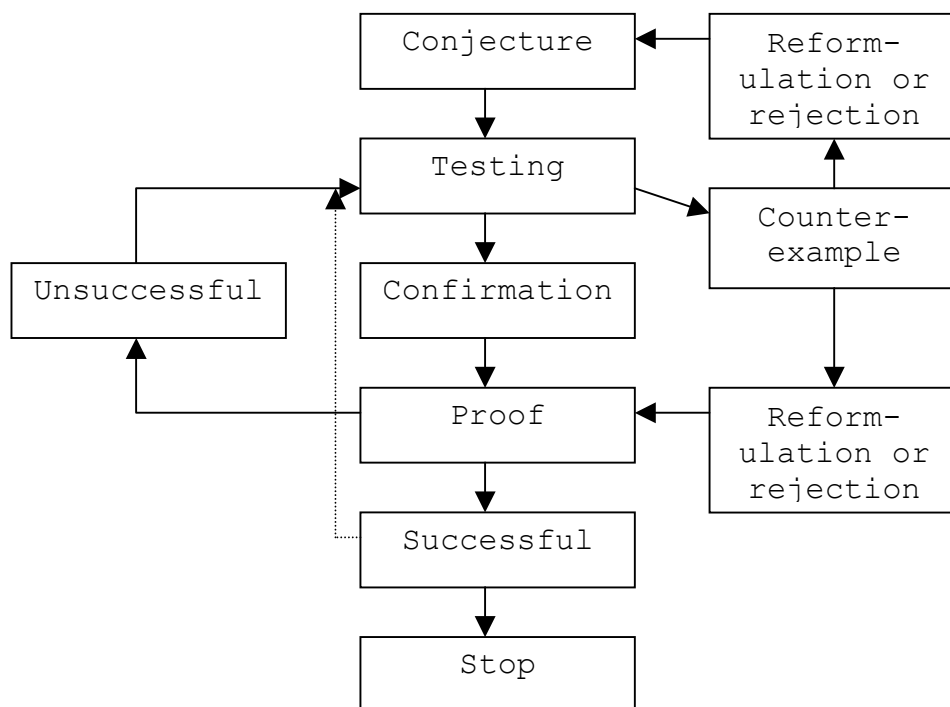 Conjecture
Reform-
ulation or
rejection
Testing
Counter-
example
Unsuccessful
Confirmation
Proof
Reform-
ulation or
rejection
Successful
Stop